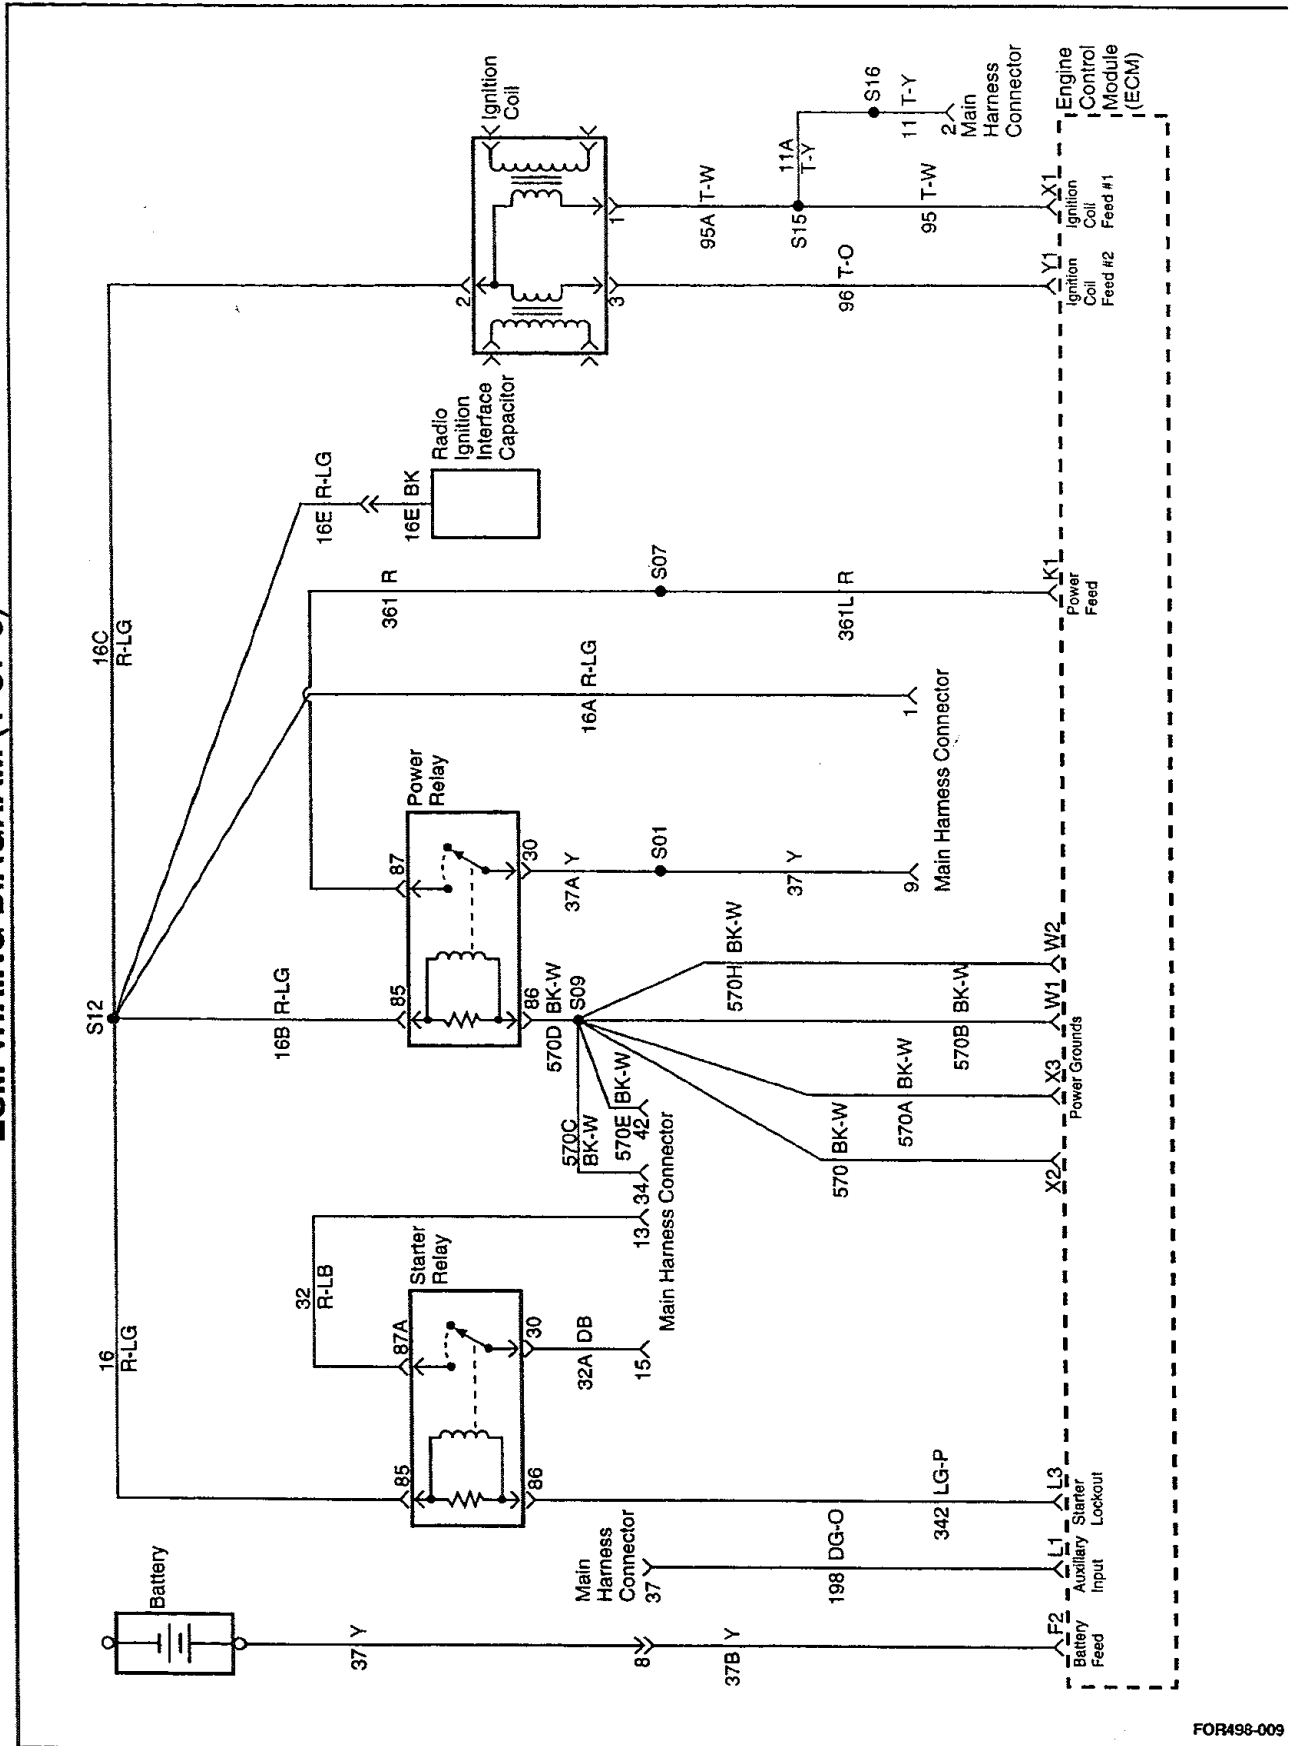 16C
R-LG
S12
16
R-LG
Ignition
Coil
2
1
3
Radio
Ignition
Interface
Capacitor
16E R-LG
16E BK
95A T-W
S15
11A
T-Y
S16
11 T-Y
2
Main
Harness
Connector
95 T-W
96 T-O
Engine
Control
Module
(ECM)
X1
Ignition
Coil
Feed #1
Y1
Ignition
Coil
Feed #2
361 R
S07
361L R
K1
Power
Feed
16A R-LG
1
Main Harness Connector
Power
Relay
87
30
85
86
16B R-LG
37A Y
S01
37 Y
9
570D BK-W
S09
570H BK-W
W2
570B BK-W
W1
570A BK-W
X3
570 BK-W
X2
Power Grounds
570E BK-W
42
570C
BK-W
34
13
Main Harness Connector
32
R-LB
Starter
Relay
87A
30
85
86
32A DB
15
342 LG-P
L3
Starter
Lockout
Main
Harness
Connector
37
198 DG-O
L1
Auxiliary
Input
Battery
37 Y
8
37B Y
F2
Battery
Feed
FOR498-009